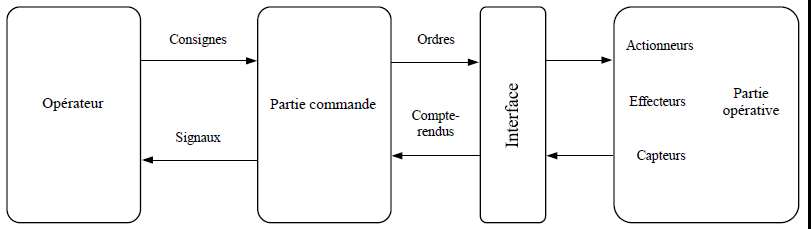 Opérateur
Consignes
Signaux
Partie commande
Ordres
Compte-
rendus
Interface
Actionneurs
Effecteurs
Capteurs
Partie
opérative